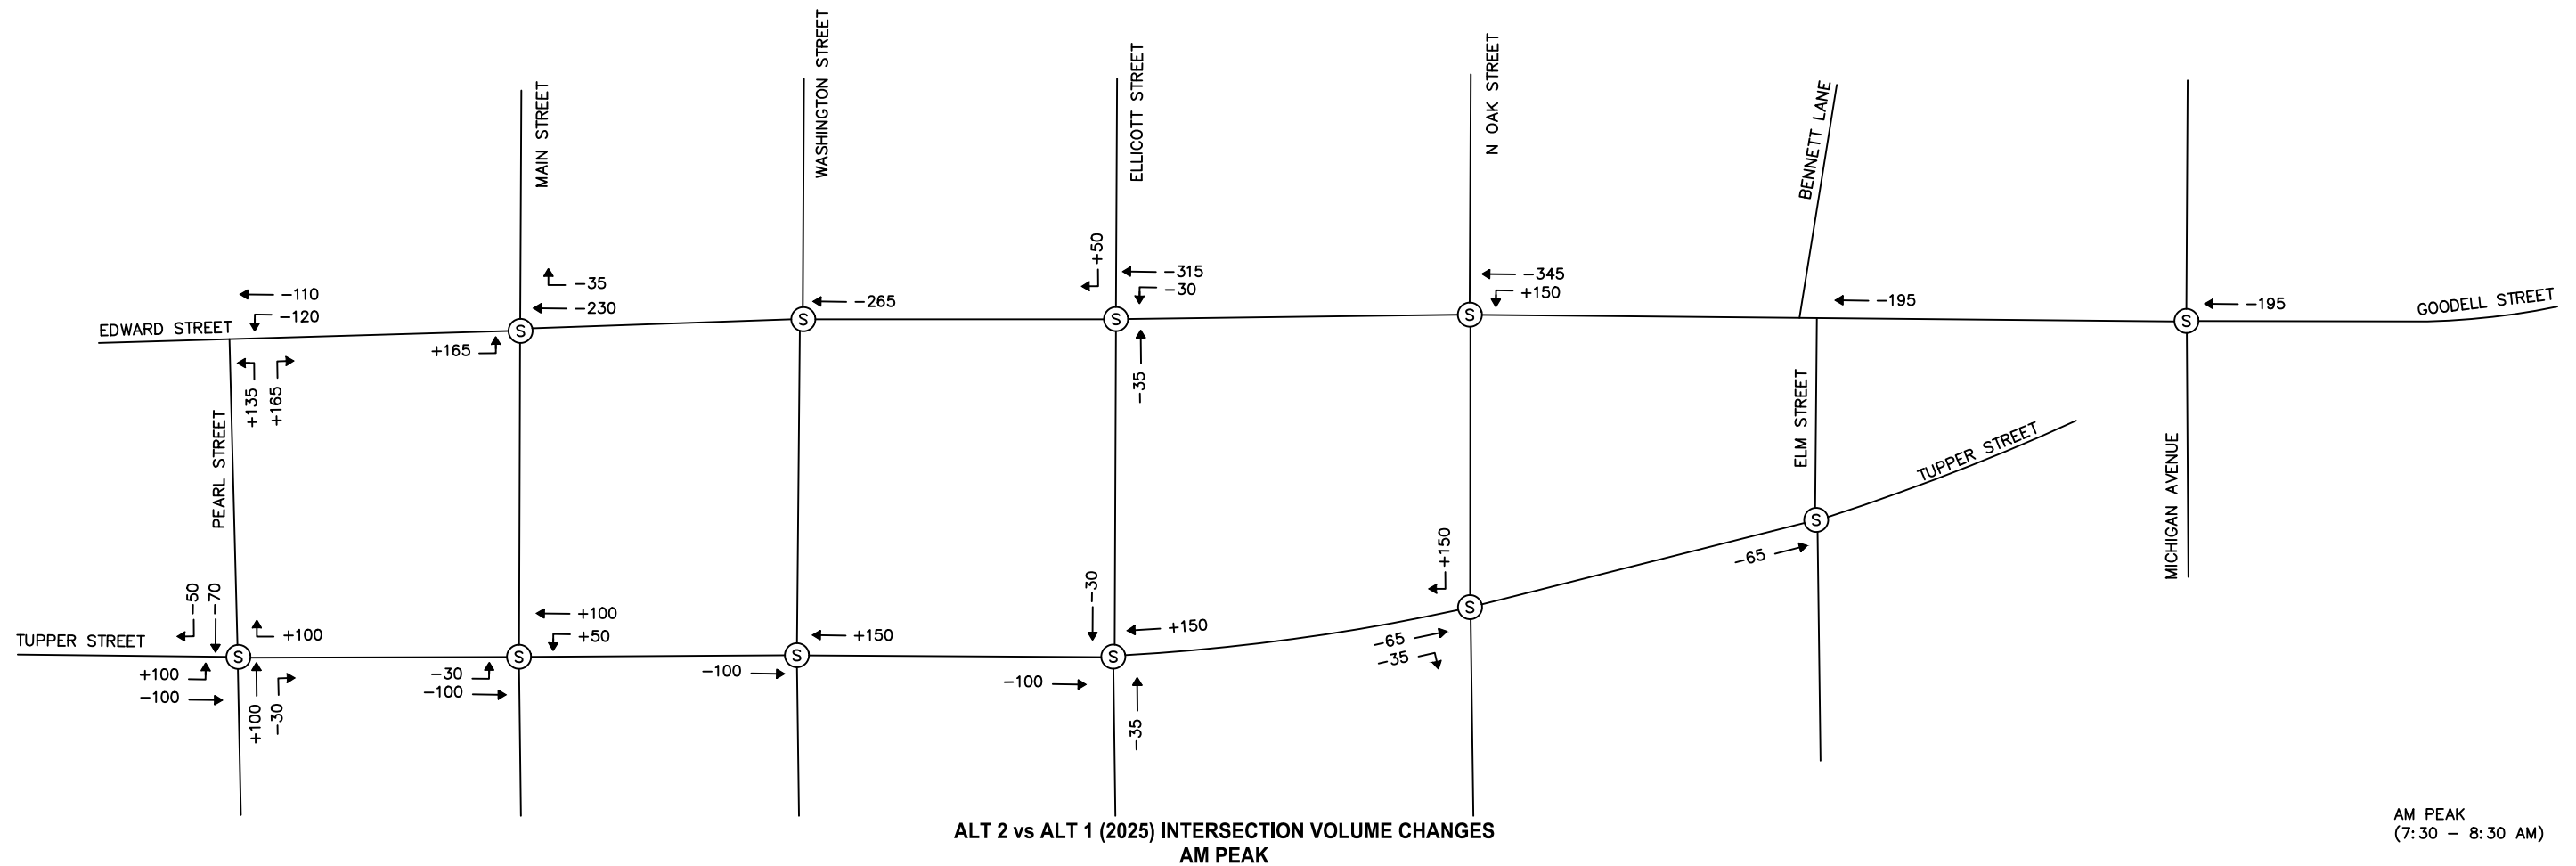 WASHINGTON STREET
MAIN STREET
ELLICOTT STREET
N OAK STREET
BENNETT LANE
+50
-110
-120
-35
-230
-265
-315
-30
-345
+150
-195
-195
GOODELL STREET
EDWARD STREET
S
S
S
S
S
+165
+135
+165
-35
PEARL STREET
ELM STREET
TUPPER STREET
MICHIGAN AVENUE
S
-65
+150
S
-50
-70
+100
+100
+50
+150
-30
+150
-65
-35
TUPPER STREET
S
S
S
S
+100
-100
-30
-100
-100
-100
+100
-30
-35
ALT 2 vs ALT 1 (2025) INTERSECTION VOLUME CHANGES
AM PEAK
AM PEAK
(7:30 - 8:30 AM)